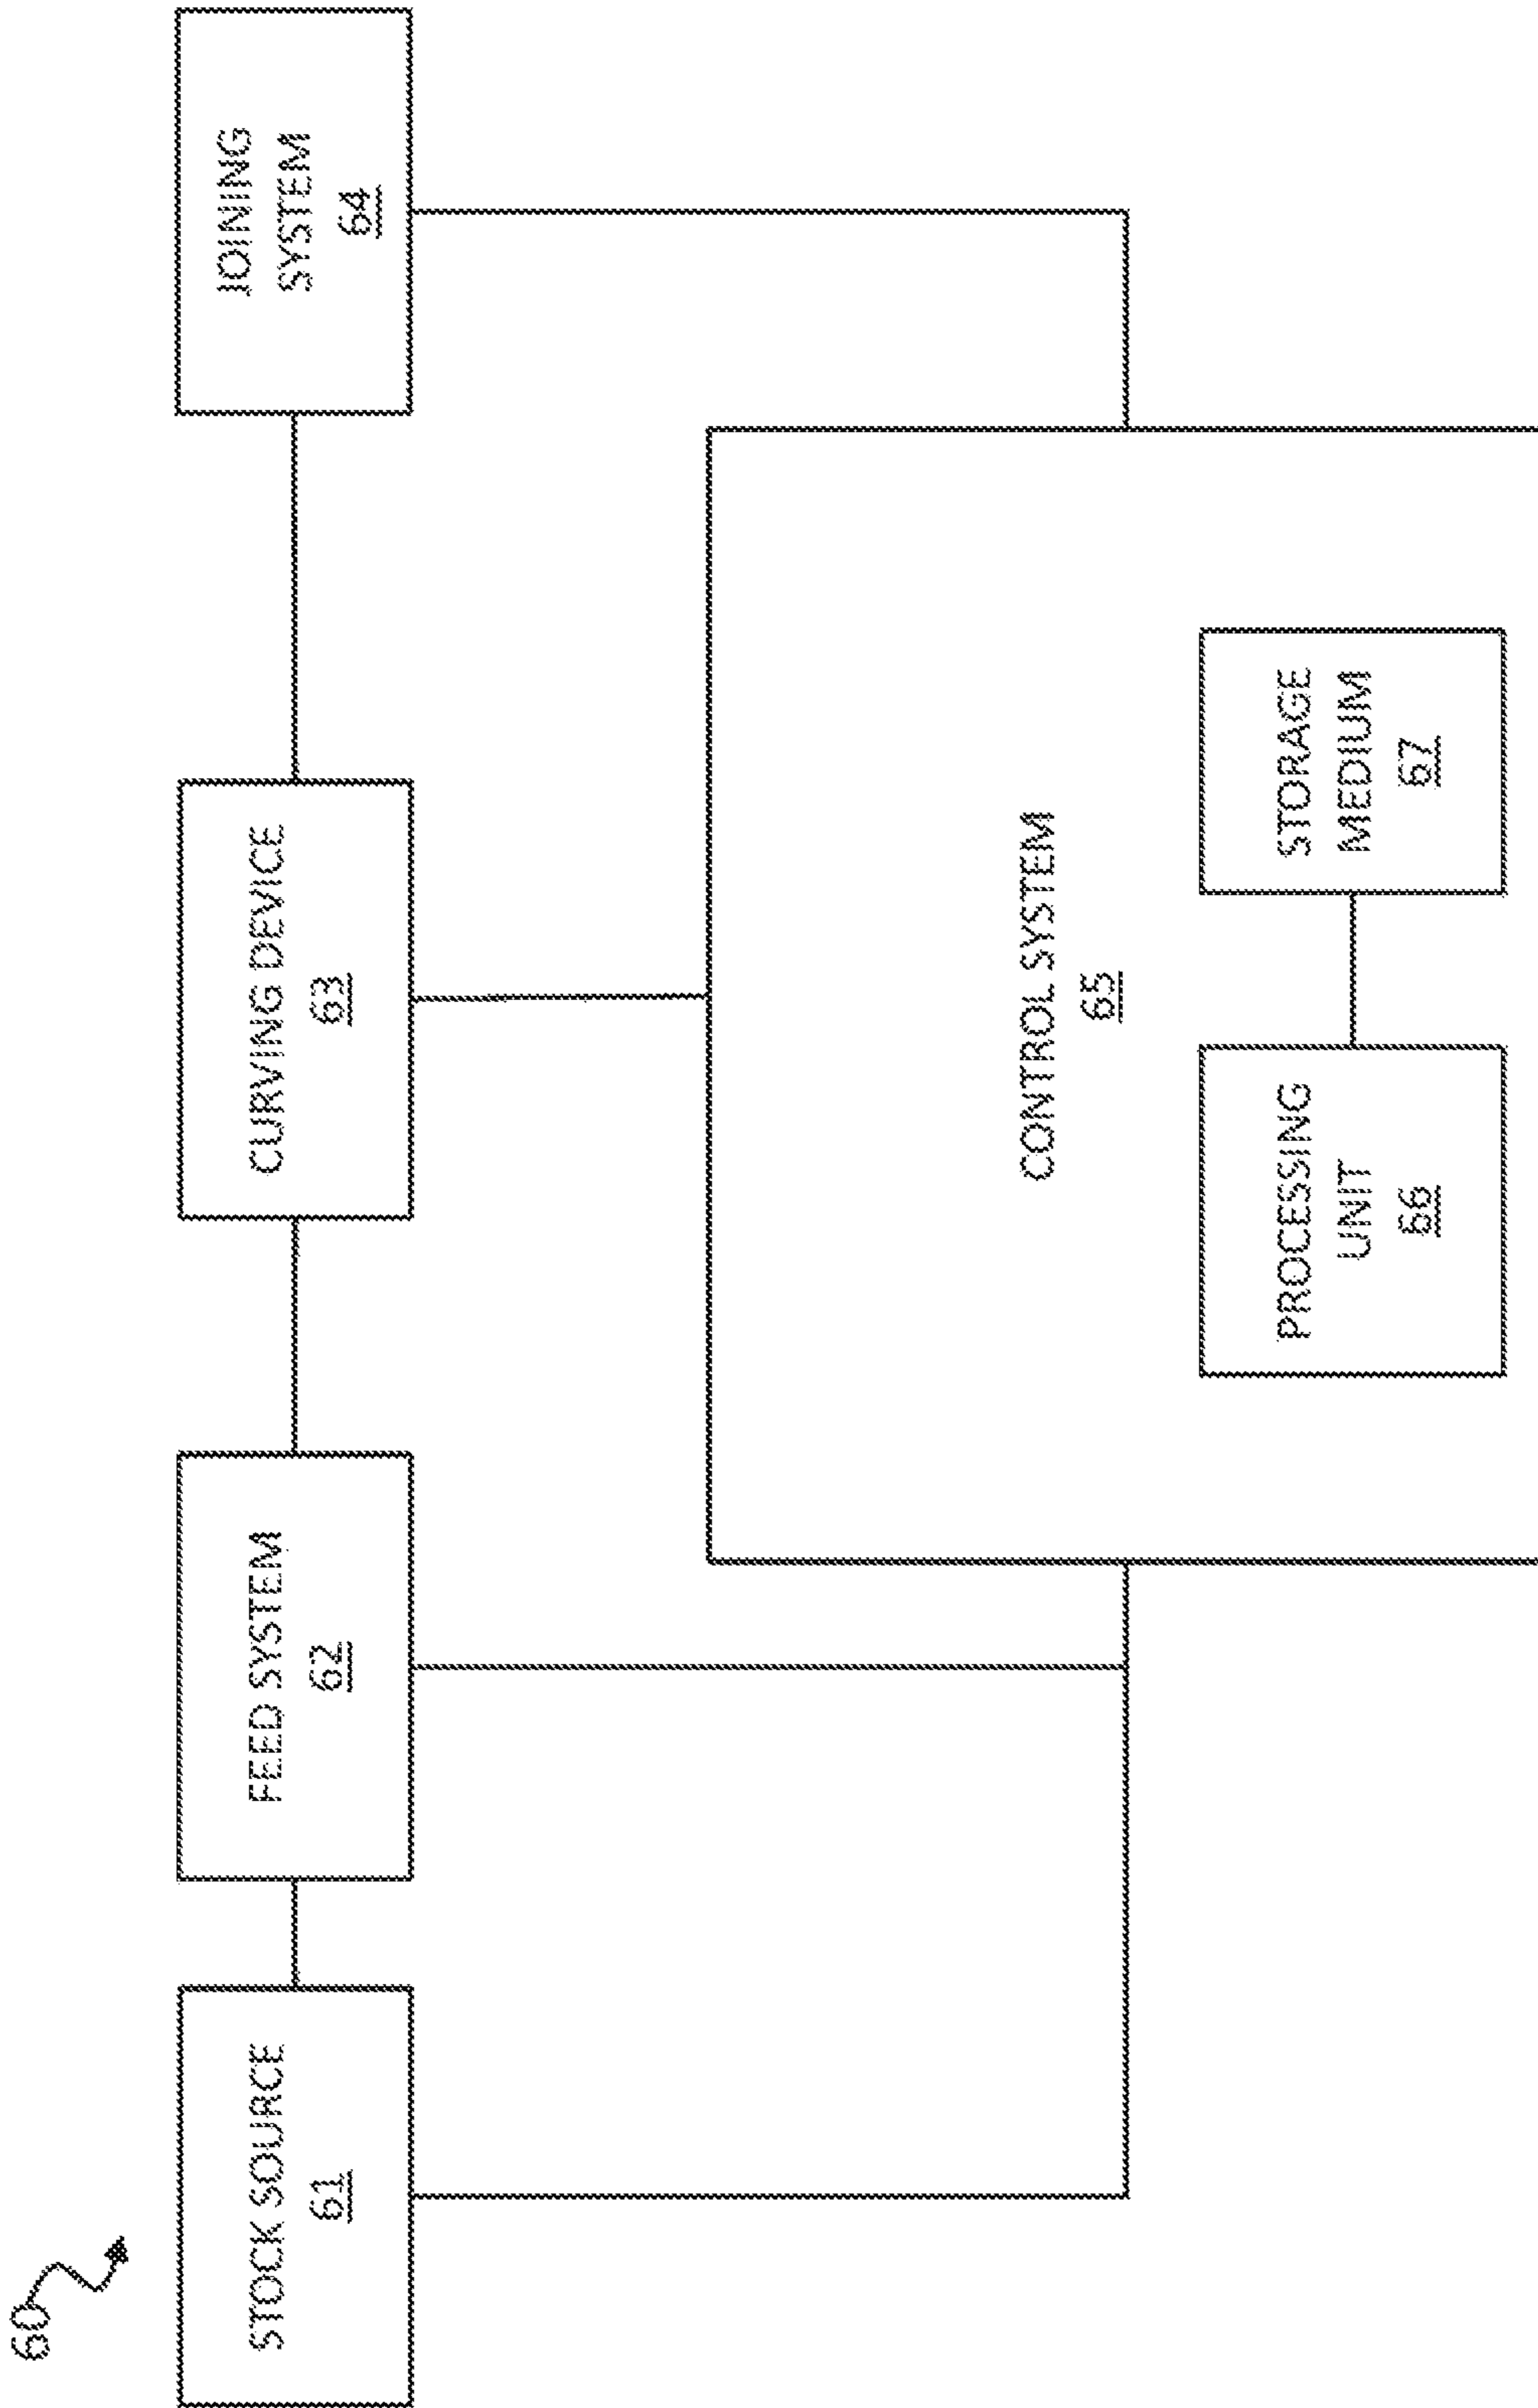 60
STOCK SOURCE
61
FEED SYSTEM
62
CURVING DEVICE
63
JOINING
SYSTEM
64
CONTROL SYSTEM
65
PROCESSING
UNIT
66
STORAGE
MEDIUM
67